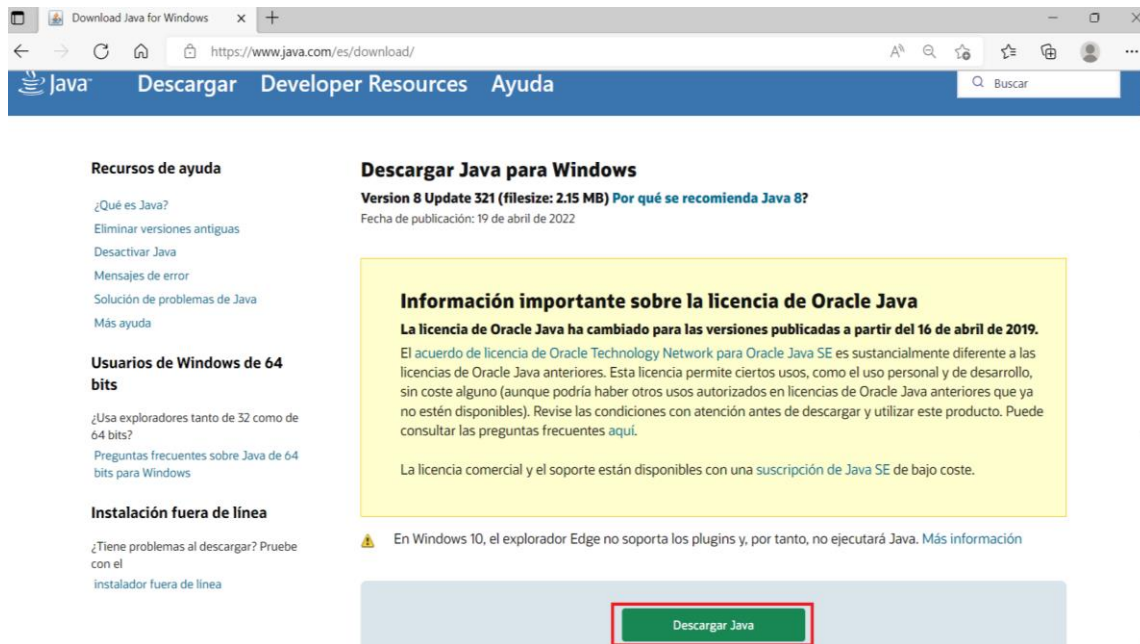 Download Java for Windows
https://www.java.com/es/download/
Java
Descargar Developer Resources Ayuda
Buscar
Recursos de ayuda
¿Qué es Java?
Eliminar versiones antiguas
Desactivar Java
Mensajes de error
Solución de problemas de Java
Más ayuda
Usuarios de Windows de 64
bits
¿Usa exploradores tanto de 32 como de
64 bits?
Preguntas frecuentes sobre Java de 64
bits para Windows
Instalación fuera de línea
¿Tiene problemas al descargar? Pruebe
con el
instalador fuera de línea
Descargar Java para Windows
Version 8 Update 321 (filesize: 2.15 MB) Por qué se recomienda Java 8?
Fecha de publicación: 19 de abril de 2022
Información importante sobre la licencia de Oracle Java
La licencia de Oracle Java ha cambiado para las versiones publicadas a partir del 16 de abril de 2019.
El acuerdo de licencia de Oracle Technology Network para Oracle Java SE es sustancialmente diferente a las
licencias de Oracle Java anteriores. Esta licencia permite ciertos usos, como el uso personal y de desarrollo,
sin coste alguno (aunque podría haber otros usos autorizados en licencias de Oracle Java anteriores que ya
no estén disponibles). Revise las condiciones con atención antes de descargar y utilizar este producto. Puede
consultar las preguntas frecuentes aquí.
La licencia comercial y el soporte están disponibles con una suscripción de Java SE de bajo coste.
En Windows 10, el explorador Edge no soporta los plugins y, por tanto, no ejecutará Java. Más información
Descargar Java